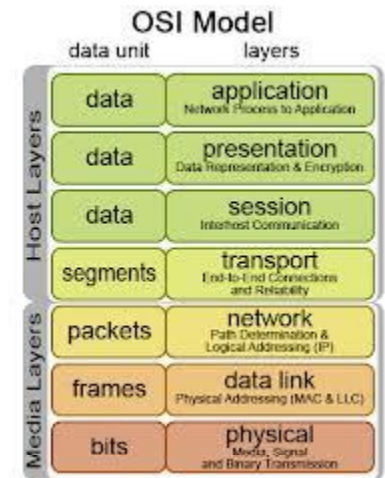 OSI Model
data unit layers
Host Layers
data application
Network Process to Application
data presentation
Data Representation & Encryption
data session
Interhost Communication
segments transport
End-to-End Connections
and Reliability
Media Layers
packets network
Path Determination &
Logical Addressing (IP)
frames data link
Physical Addressing (MAC & LLC)
bits physical
Media, Signal
and Binary Transmission